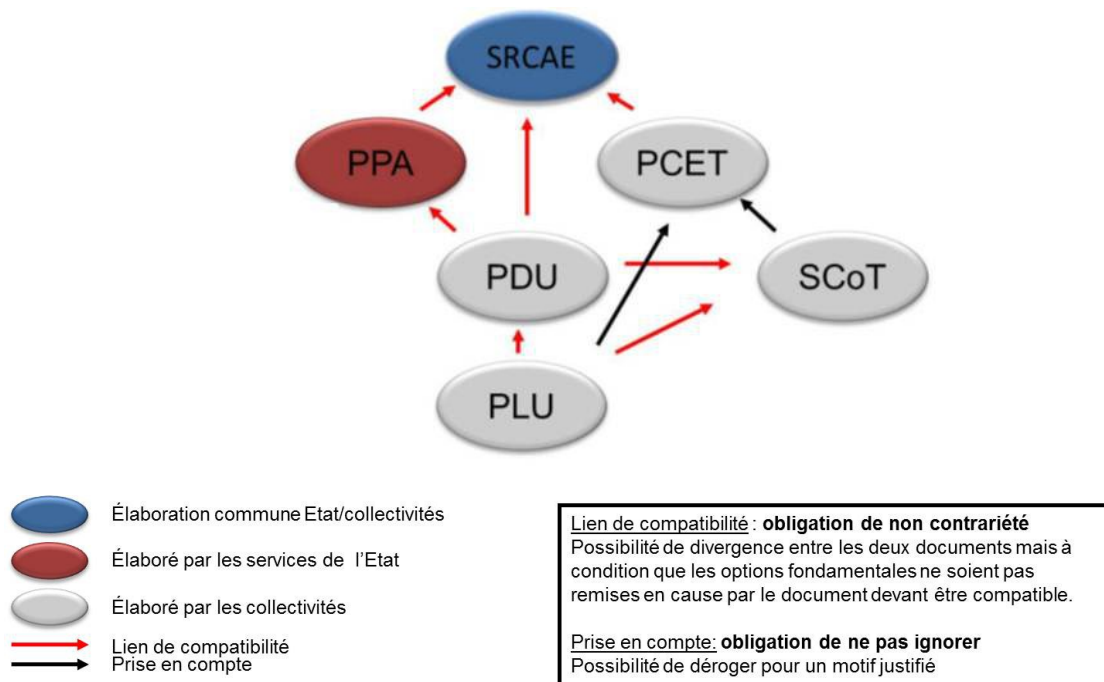 SRCAE
PPA
PCET
PDU
SCoT
PLU
Élaboration commune Etat/collectivités
Élaboré par les services de l'Etat
Élaboré par les collectivités
Lien de compatibilité
Prise en compte
Lien de compatibilité : obligation de non contrariété
Possibilité de divergence entre les deux documents mais à
condition que les options fondamentales ne soient pas
remises en cause par le document devant être compatible.
Prise en compte: obligation de ne pas ignorer
Possibilité de déroger pour un motif justifié